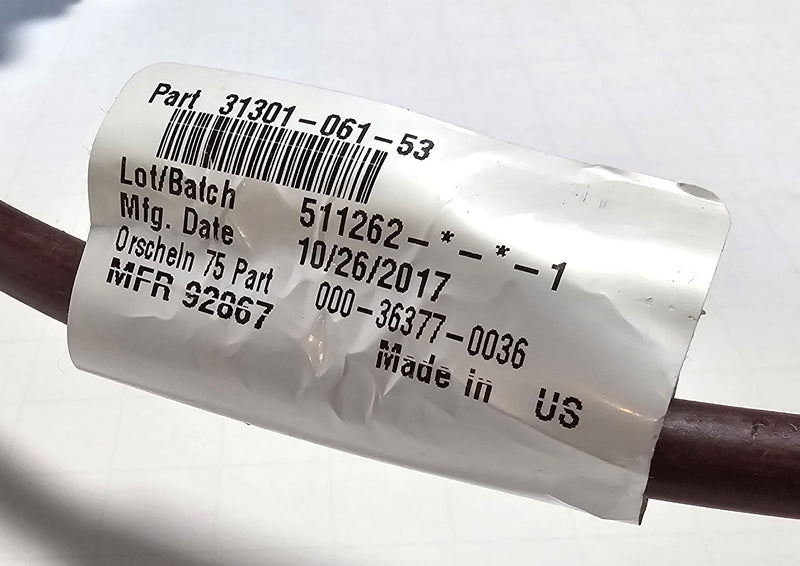 Part 31301-061-53
Lot/Batch 511262-*-*-1
Mfg. Date 10/26/2017
Orscheln 75 Part 000-36377-0036
MFR 92867
Made in US